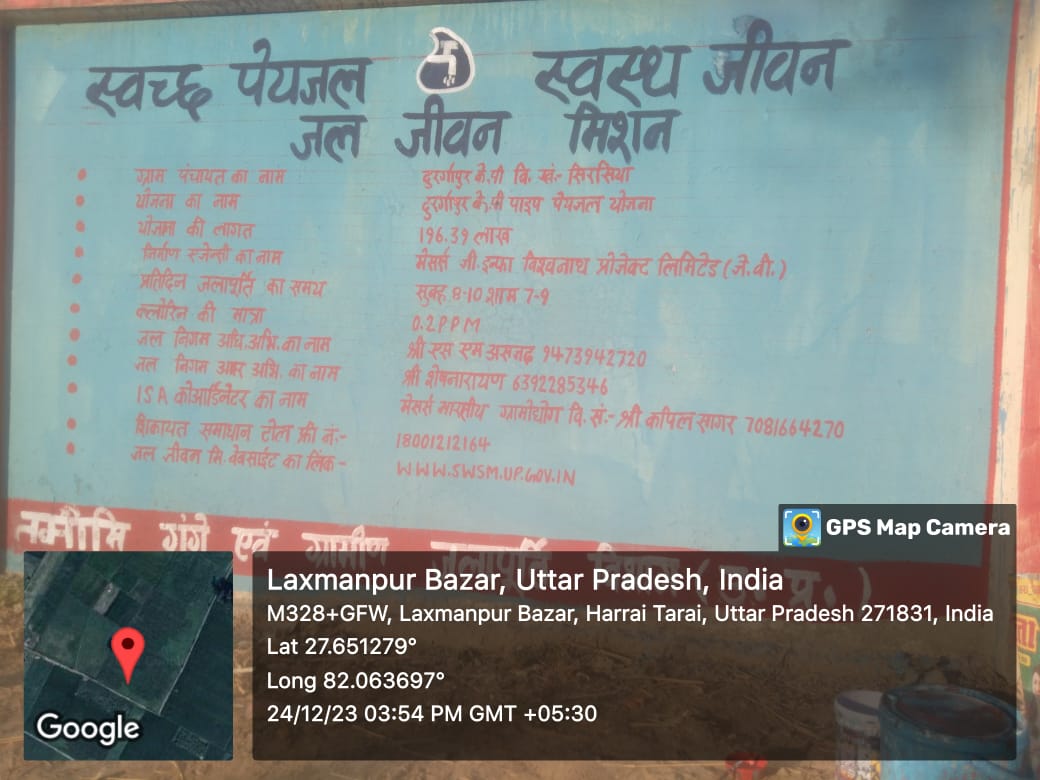 स्वच्छ पेयजल स्वस्थ जीवन
जल जीवन मिशन
• ग्राम पंचायत का नाम दुर्गापुर के.पी वि. खं:- सिरसिया
• योजना का नाम दुर्गापुर के.पी पाइप पेयजल योजना
• योजना की लागत 196.39 लाख
• निर्माण एजेन्सी का नाम मेसर्स जी.इन्फा विश्वनाथ प्रोजेक्ट लिमिटेड (जे.वी.)
• प्रतिदिन जलापूर्ति का समय सुबह 8-10 शाम 7-9
• क्लोरिन की मात्रा 0.2 PPM
• जल निगम अधि.अभि. का नाम श्री एस एम असजद 9473942720
• जल निगम अवर अभि. का नाम श्री शेषनारायण 6392285346
• ISA कोआर्डिनेटर का नाम मेसर्स भारतीय ग्रामोद्योग वि. सं:- श्री कपिल सागर 7081664270
• शिकायत समाधान टोल फ्री नं:- 18001212164
• जल जीवन मि. वेबसाईट का लिंक - WWW.SWSM.UP.GOV.IN
नमामि गंगे एवं ग्रामीण जलापूर्ति विभाग (उ. प्र.)
GPS Map Camera
Laxmanpur Bazar, Uttar Pradesh, India
M328+GFW, Laxmanpur Bazar, Harrai Tarai, Uttar Pradesh 271831, India
Lat 27.651279°
Long 82.063697°
24/12/23 03:54 PM GMT +05:30
Google